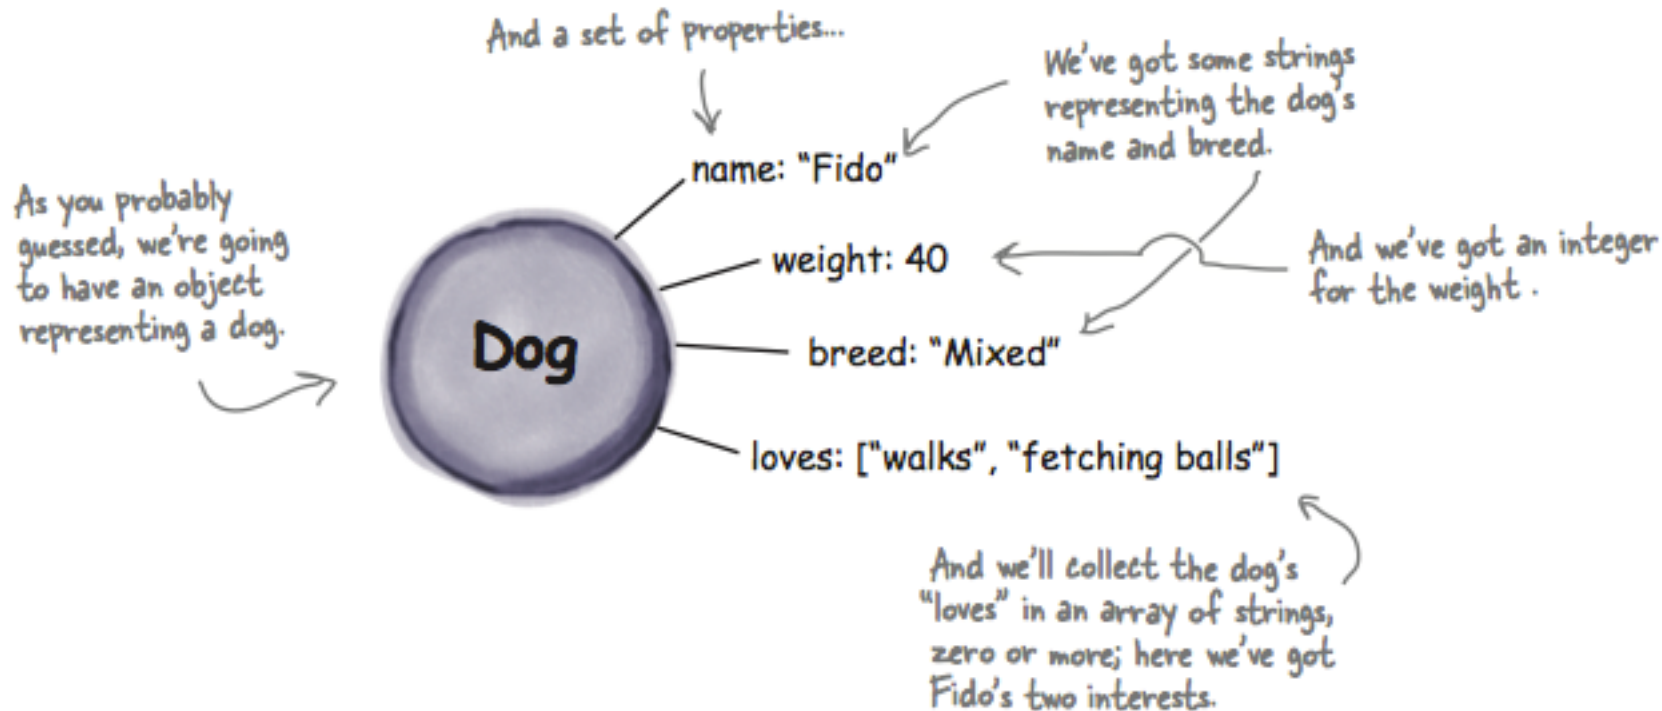 And a set of properties...
We've got some strings
representing the dog's
name and breed.
name: “Fido”
As you probably
guessed, we're going
to have an object
representing a dog.
weight: 40
And we've got an integer
for the weight .
Dog
breed: “Mixed”
loves: [“walks”, “fetching balls”]
And we'll collect the dog's
“loves” in an array of strings,
zero or more; here we've got
Fido's two interests.